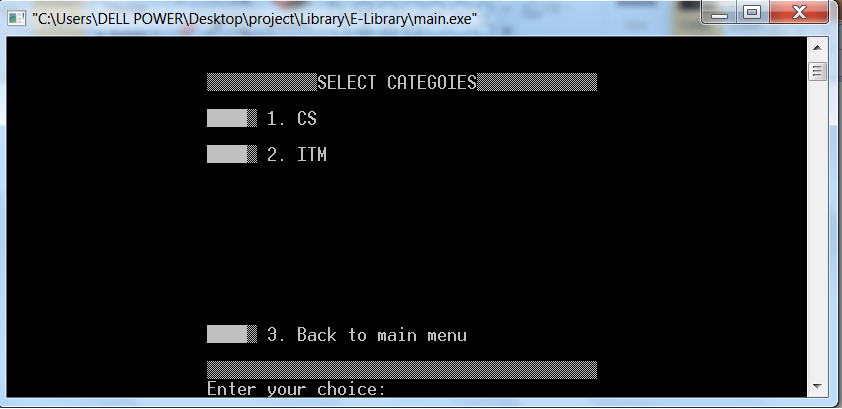 "C:\Users\DELL POWER\Desktop\project\Library\E-Library\main.exe"
SELECT CATEGOIES
1. CS
2. ITM
3. Back to main menu
Enter your choice: